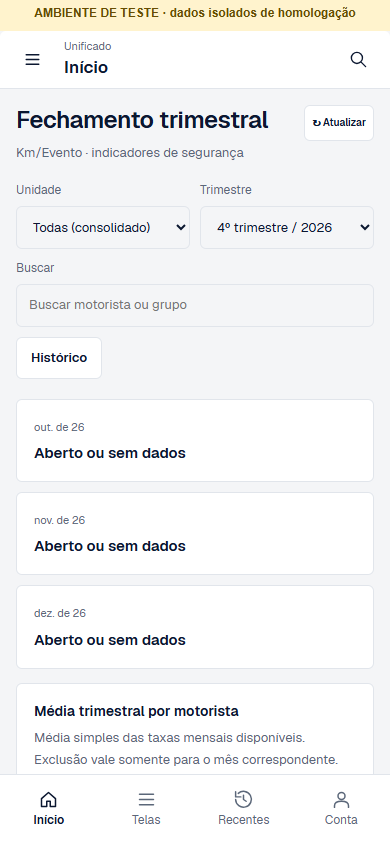 AMBIENTE DE TESTE · dados isolados de homologação
Unificado
Início
Fechamento trimestral
↻ Atualizar
Km/Evento · indicadores de segurança
Unidade
Trimestre
Todas (consolidado)
4º trimestre / 2026
Buscar
Buscar motorista ou grupo
Histórico
out. de 26
Aberto ou sem dados
nov. de 26
Aberto ou sem dados
dez. de 26
Aberto ou sem dados
Média trimestral por motorista
Média simples das taxas mensais disponíveis.
Exclusão vale somente para o mês correspondente.
Início
Telas
Recentes
Conta